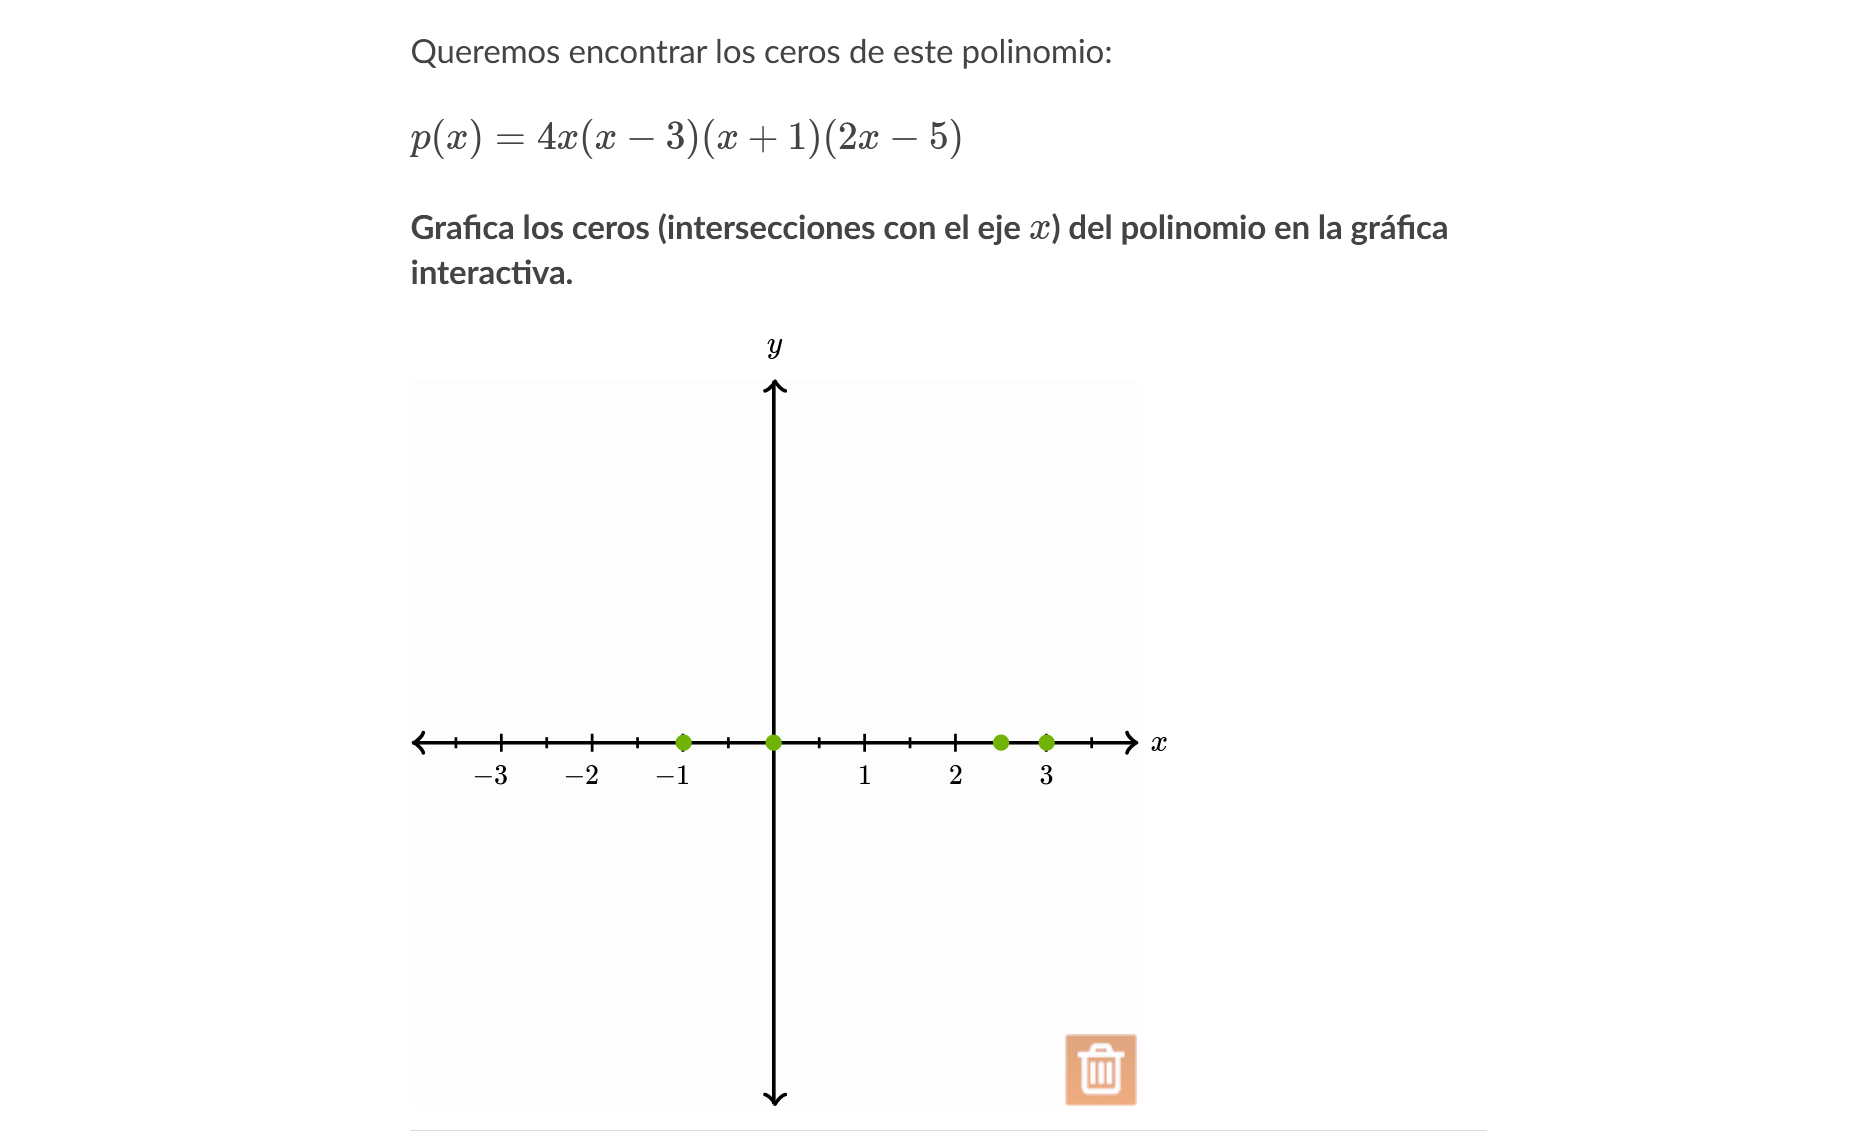 Queremos encontrar los ceros de este polinomio:
p(x) = 4x(x − 3)(x + 1)(2x − 5)
Grafica los ceros (intersecciones con el eje x) del polinomio en la gráfica
interactiva.
y
x
−3 −2 −1 1 2 3